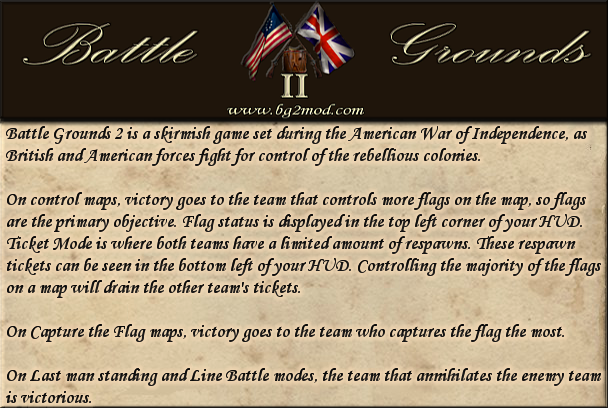 Battle Grounds
II
www.bg2mod.com
Battle Grounds 2 is a skirmish game set during the American War of Independence, as
British and American forces fight for control of the rebellious colonies.
On control maps, victory goes to the team that controls more flags on the map, so flags
are the primary objective. Flag status is displayed in the top left corner of your HUD.
Ticket Mode is where both teams have a limited amount of respawns. These respawn
tickets can be seen in the bottom left of your HUD. Controlling the majority of the flags
on a map will drain the other team's tickets.
On Capture the Flag maps, victory goes to the team who captures the flag the most.
On Last man standing and Line Battle modes, the team that annihilates the enemy team
is victorious.